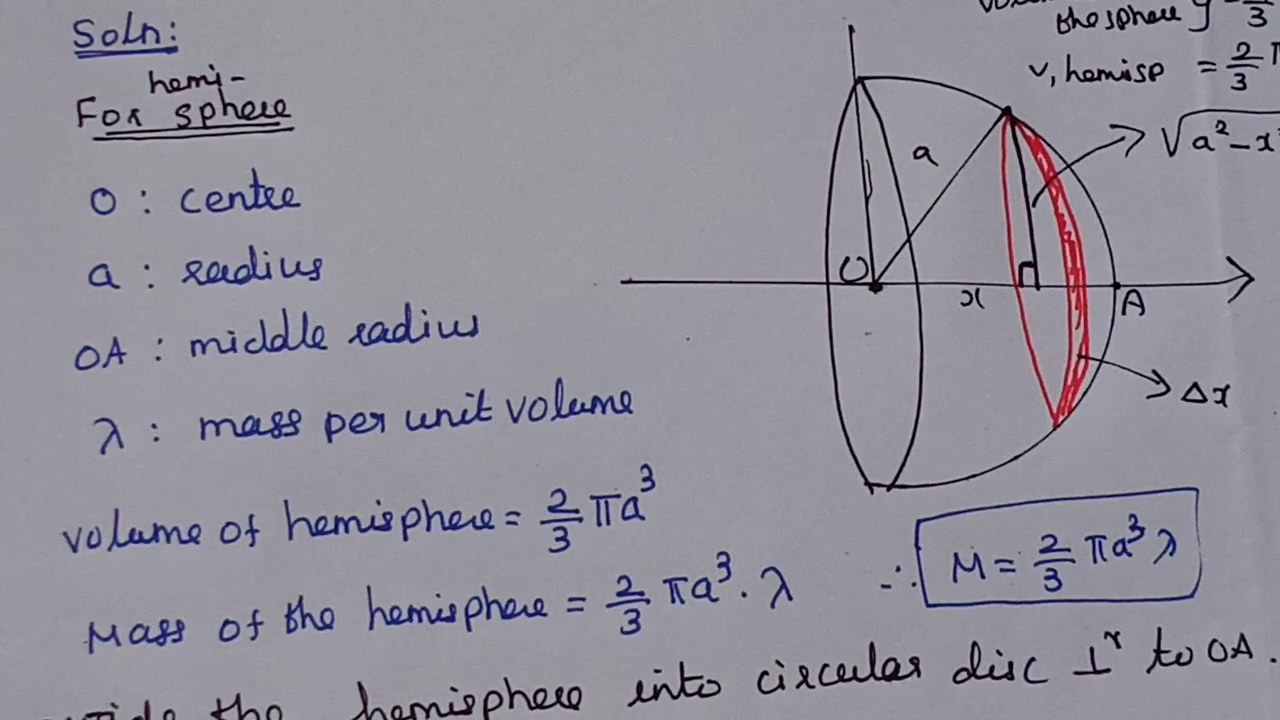 Soln:
hemi-
For sphere
O : centre
a : radius
OA : middle radius
λ : mass per unit volume
volume of hemisphere = 2/3 πa³
Mass of the hemisphere = 2/3 πa³. λ
∴ M = 2/3 πa³ λ
the hemisphere into circular disc ⊥ʳ to OA.
the sphere } 3
V, hemisp = 2/3 π
√a² - x
a
O
x
A
Δx